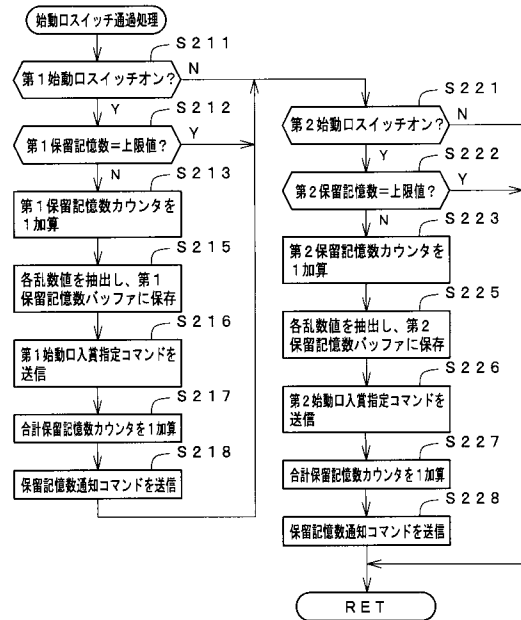 始動口スイッチ通過処理
S211
第1始動口スイッチオン?
N
Y
S212
第1保留記憶数=上限値?
Y
N
S213
第1保留記憶数カウンタを
1加算
S215
各乱数値を抽出し、第1
保留記憶数バッファに保存
S216
第1始動口入賞指定コマンドを
送信
S217
合計保留記憶数カウンタを1加算
S218
保留記憶数通知コマンドを送信
S221
第2始動口スイッチオン?
N
Y
S222
第2保留記憶数=上限値?
Y
N
S223
第2保留記憶数カウンタを
1加算
S225
各乱数値を抽出し、第2
保留記憶数バッファに保存
S226
第2始動口入賞指定コマンドを
送信
S227
合計保留記憶数カウンタを1加算
S228
保留記憶数通知コマンドを送信
RET